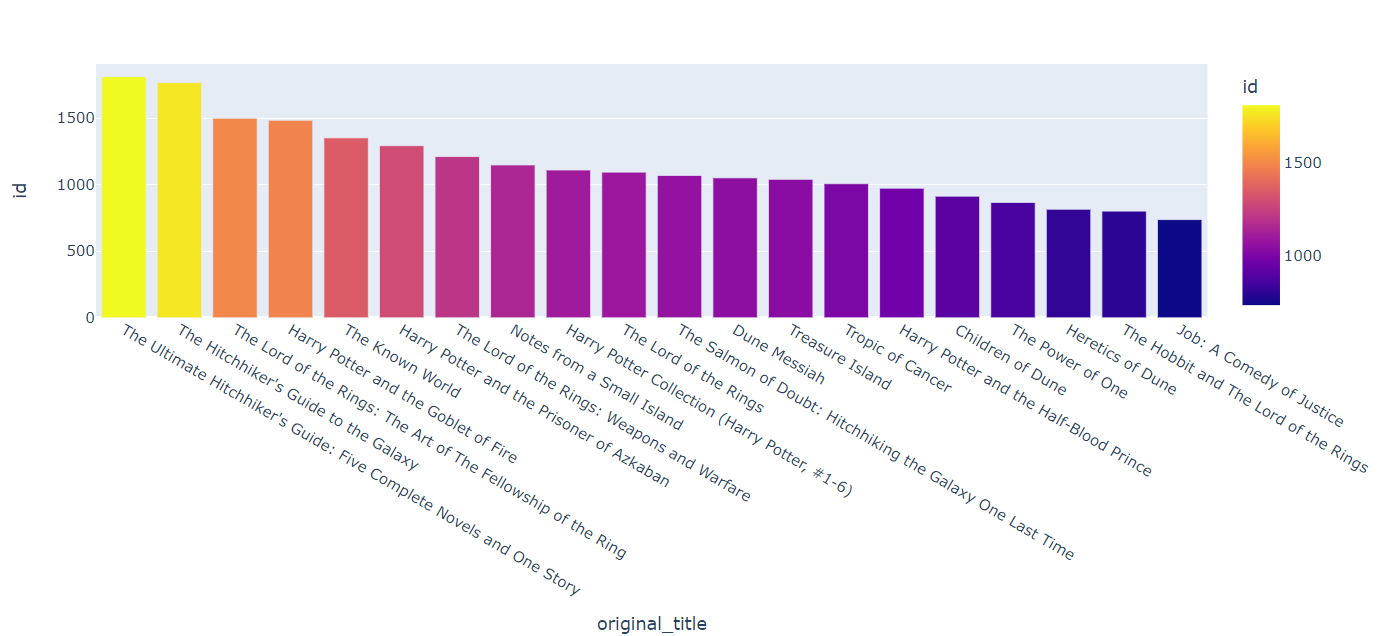 id
1500
1000
500
0
The Ultimate Hitchhiker's Guide: Five Complete Novels and One Story
The Hitchhiker's Guide to the Galaxy
The Lord of the Rings: The Art of The Fellowship of the Ring
Harry Potter and the Goblet of Fire
The Known World
Harry Potter and the Prisoner of Azkaban
The Lord of the Rings: Weapons and Warfare
Notes from a Small Island
Harry Potter Collection (Harry Potter, #1-6)
The Lord of the Rings
The Salmon of Doubt: Hitchhiking the Galaxy One Last Time
Dune Messiah
Treasure Island
Tropic of Cancer
Harry Potter and the Half-Blood Prince
Children of Dune
The Power of One
Heretics of Dune
The Hobbit and The Lord of the Rings
Job: A Comedy of Justice
original_title
id
1500
1000